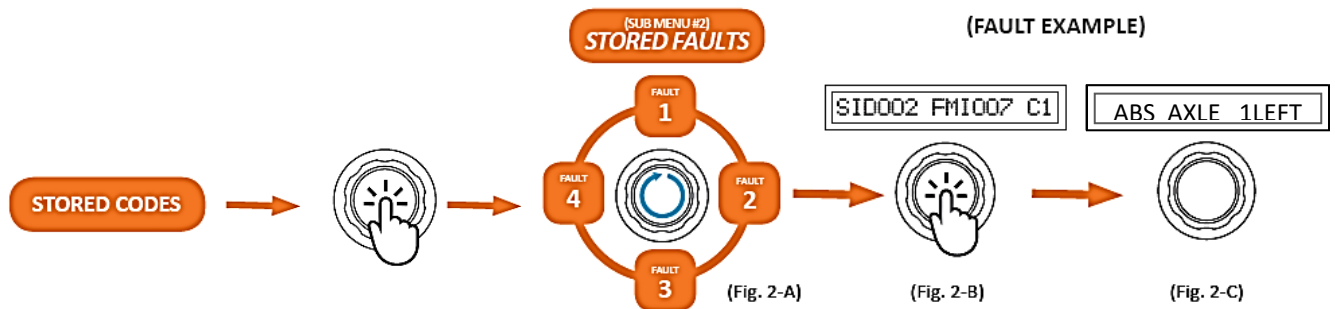 (SUB MENU #2)
STORED FAULTS
(FAULT EXAMPLE)
FAULT
1
SID002 FMI007 C1
ABS AXLE 1LEFT
STORED CODES
FAULT
4
FAULT
2
FAULT
3
(Fig. 2-A)
(Fig. 2-B)
(Fig. 2-C)